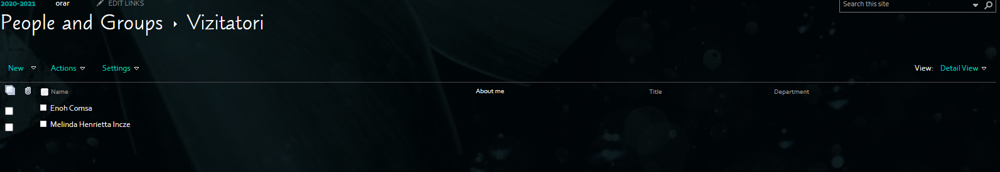 2020-2021 orar EDIT LINKS Search this site
People and Groups Vizitatori
New Actions Settings View: Detail View
Name About me Title Department
Enoh Comsa
Melinda Henrietta Incze